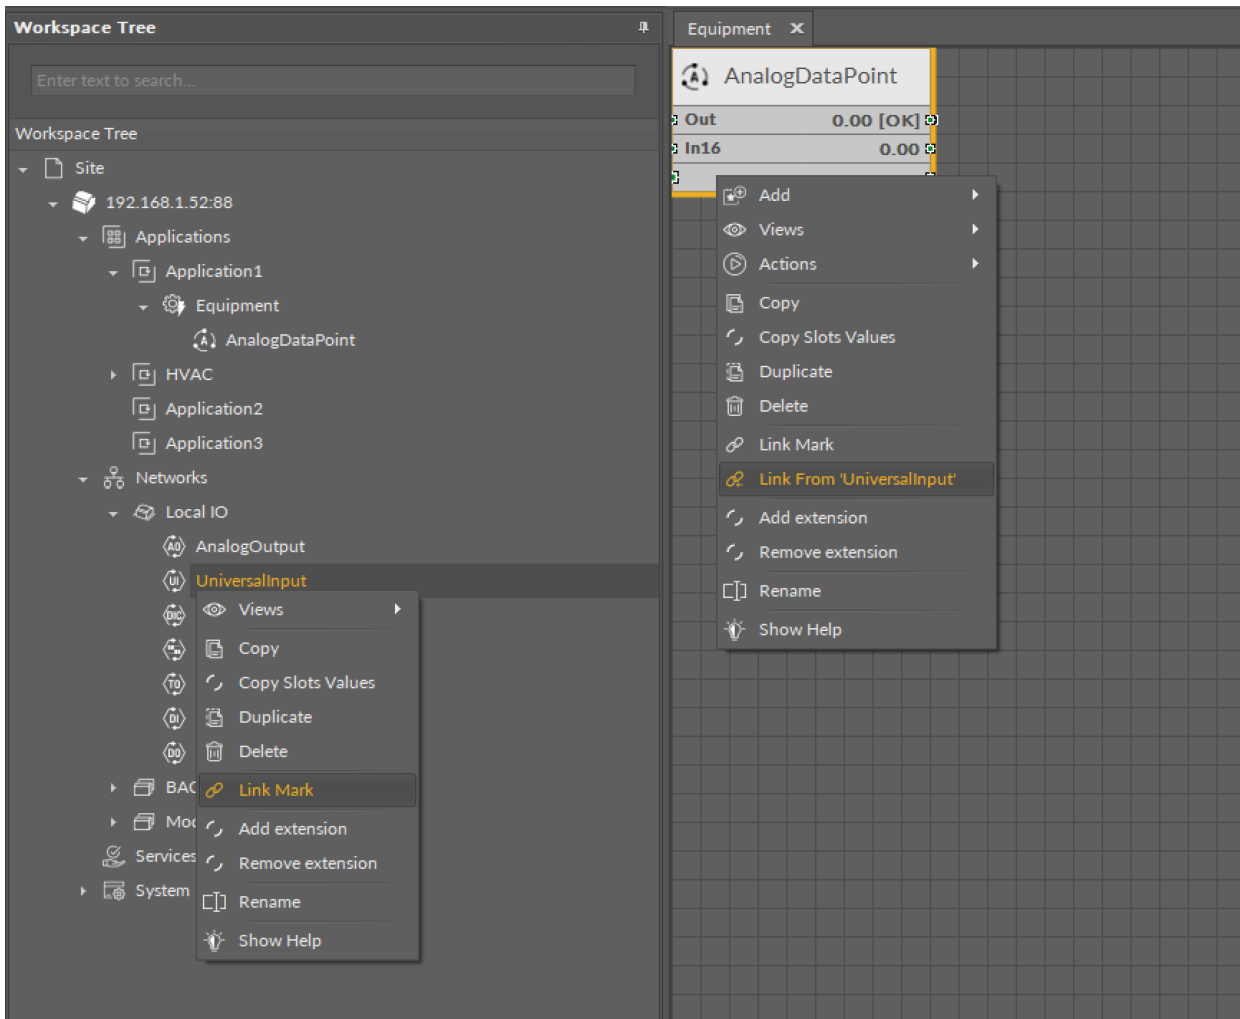 Workspace Tree
Enter text to search...
Workspace Tree
Site
192.168.1.52:88
Applications
Application1
Equipment
AnalogDataPoint
HVAC
Application2
Application3
Networks
Local IO
AnalogOutput
UniversalInput
Views
Copy
Copy Slots Values
Duplicate
Delete
BAC
Link Mark
Mod
Add extension
Services
Remove extension
System
Rename
Show Help
Equipment
AnalogDataPoint
Out 0.00 [OK]
In16 0.00
Add
Views
Actions
Copy
Copy Slots Values
Duplicate
Delete
Link Mark
Link From 'UniversalInput'
Add extension
Remove extension
Rename
Show Help